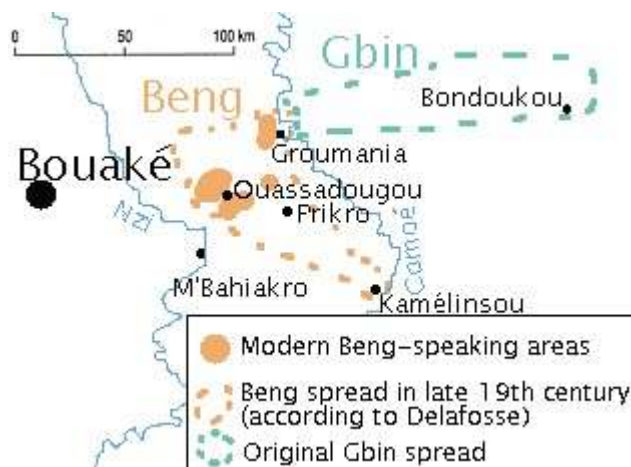 0 50 100 km
Gbin
Bondoukou
Beng
Groumania
Bouaké
Ouassadougou
Prikro
Nzi
Camoe
M'Bahiakro
Kamélinsou
Modern Beng-speaking areas
Beng spread in late 19th century
(according to Delafosse)
Original Gbin spread